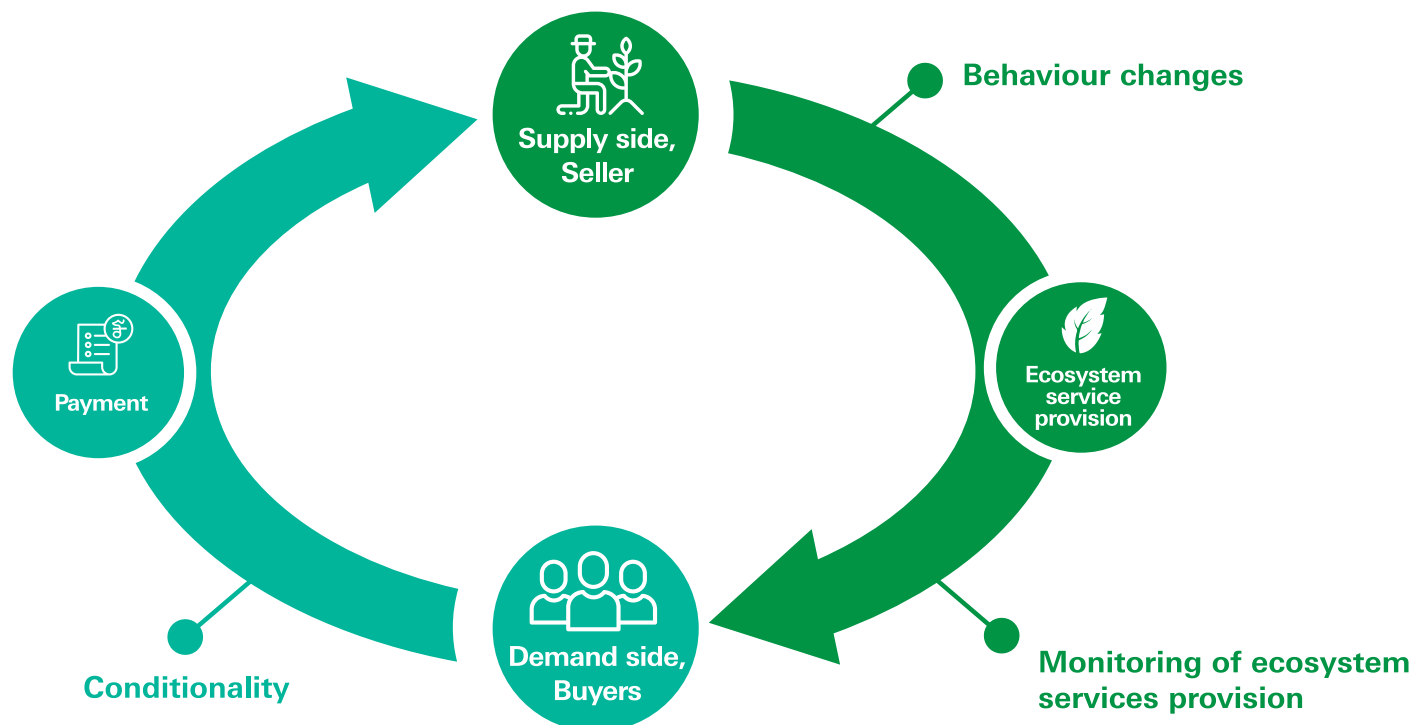 Supply side,
Seller
Behaviour changes
Ecosystem
service
provision
Monitoring of ecosystem
services provision
Demand side,
Buyers
Conditionality
Payment